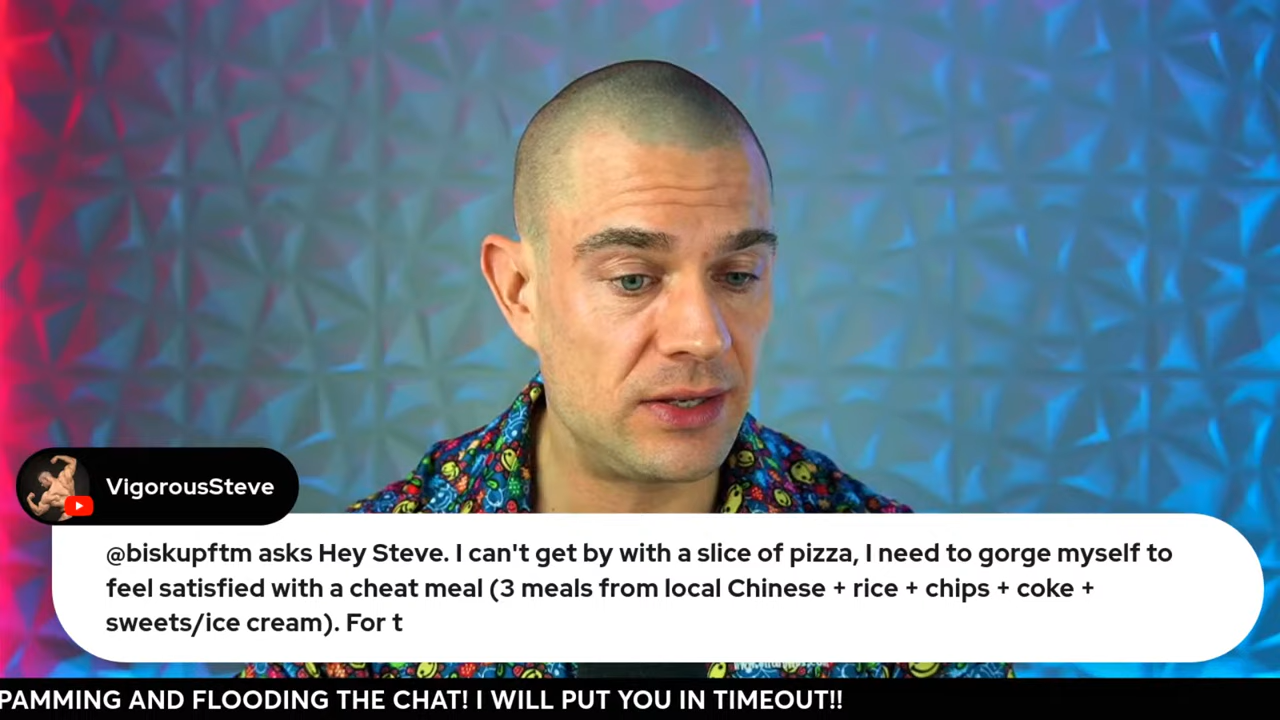 VigorousSteve
@biskupftm asks Hey Steve. I can't get by with a slice of pizza, I need to gorge myself to
feel satisfied with a cheat meal (3 meals from local Chinese + rice + chips + coke +
sweets/ice cream). For t
PAMMING AND FLOODING THE CHAT! I WILL PUT YOU IN TIMEOUT!!